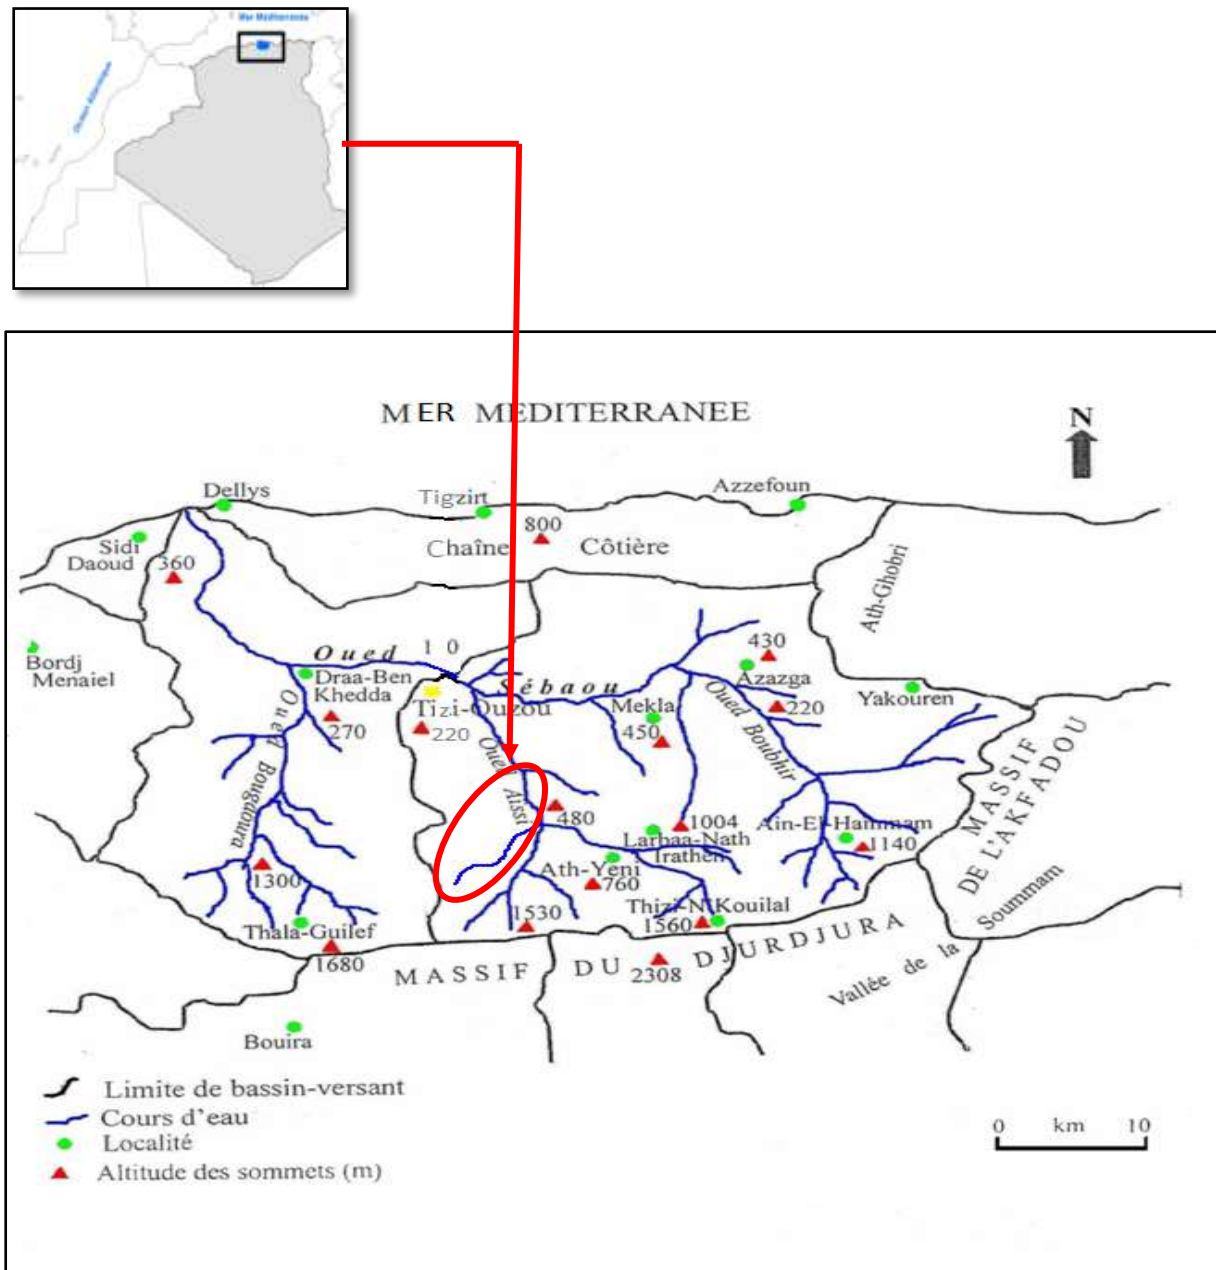 Mer Méditerranée
Océan Atlantique
MER MEDITERRANEE
N
Dellys
Tigzirt
Azzefoun
800
Sidi
Daoud
Chaîne Côtière
360
Ath-Ghobri
Oued 10
430
Bordj
Menaiel
Draa-Ben
Khedda
Sébaou
Azazga
Yakouren
Tizi-Ouzou
Mekla
Oued Boubhir
220
270
220
450
Oued Bougdoura
Oued Aissi
480
1004
Ain-El-Hammam
1140
MASSIF
DE L'AKFADOU
Larbaa-Nath
Irathen
Ath-Yeni
760
1300
Thala-Guilef
1530
Thizi-N'Kouilal
1560
Soummam
1680
MASSIF DU DJURDJURA
2308
Vallée de la
Bouira
Limite de bassin-versant
Cours d'eau
Localité
Altitude des sommets (m)
0 km 10